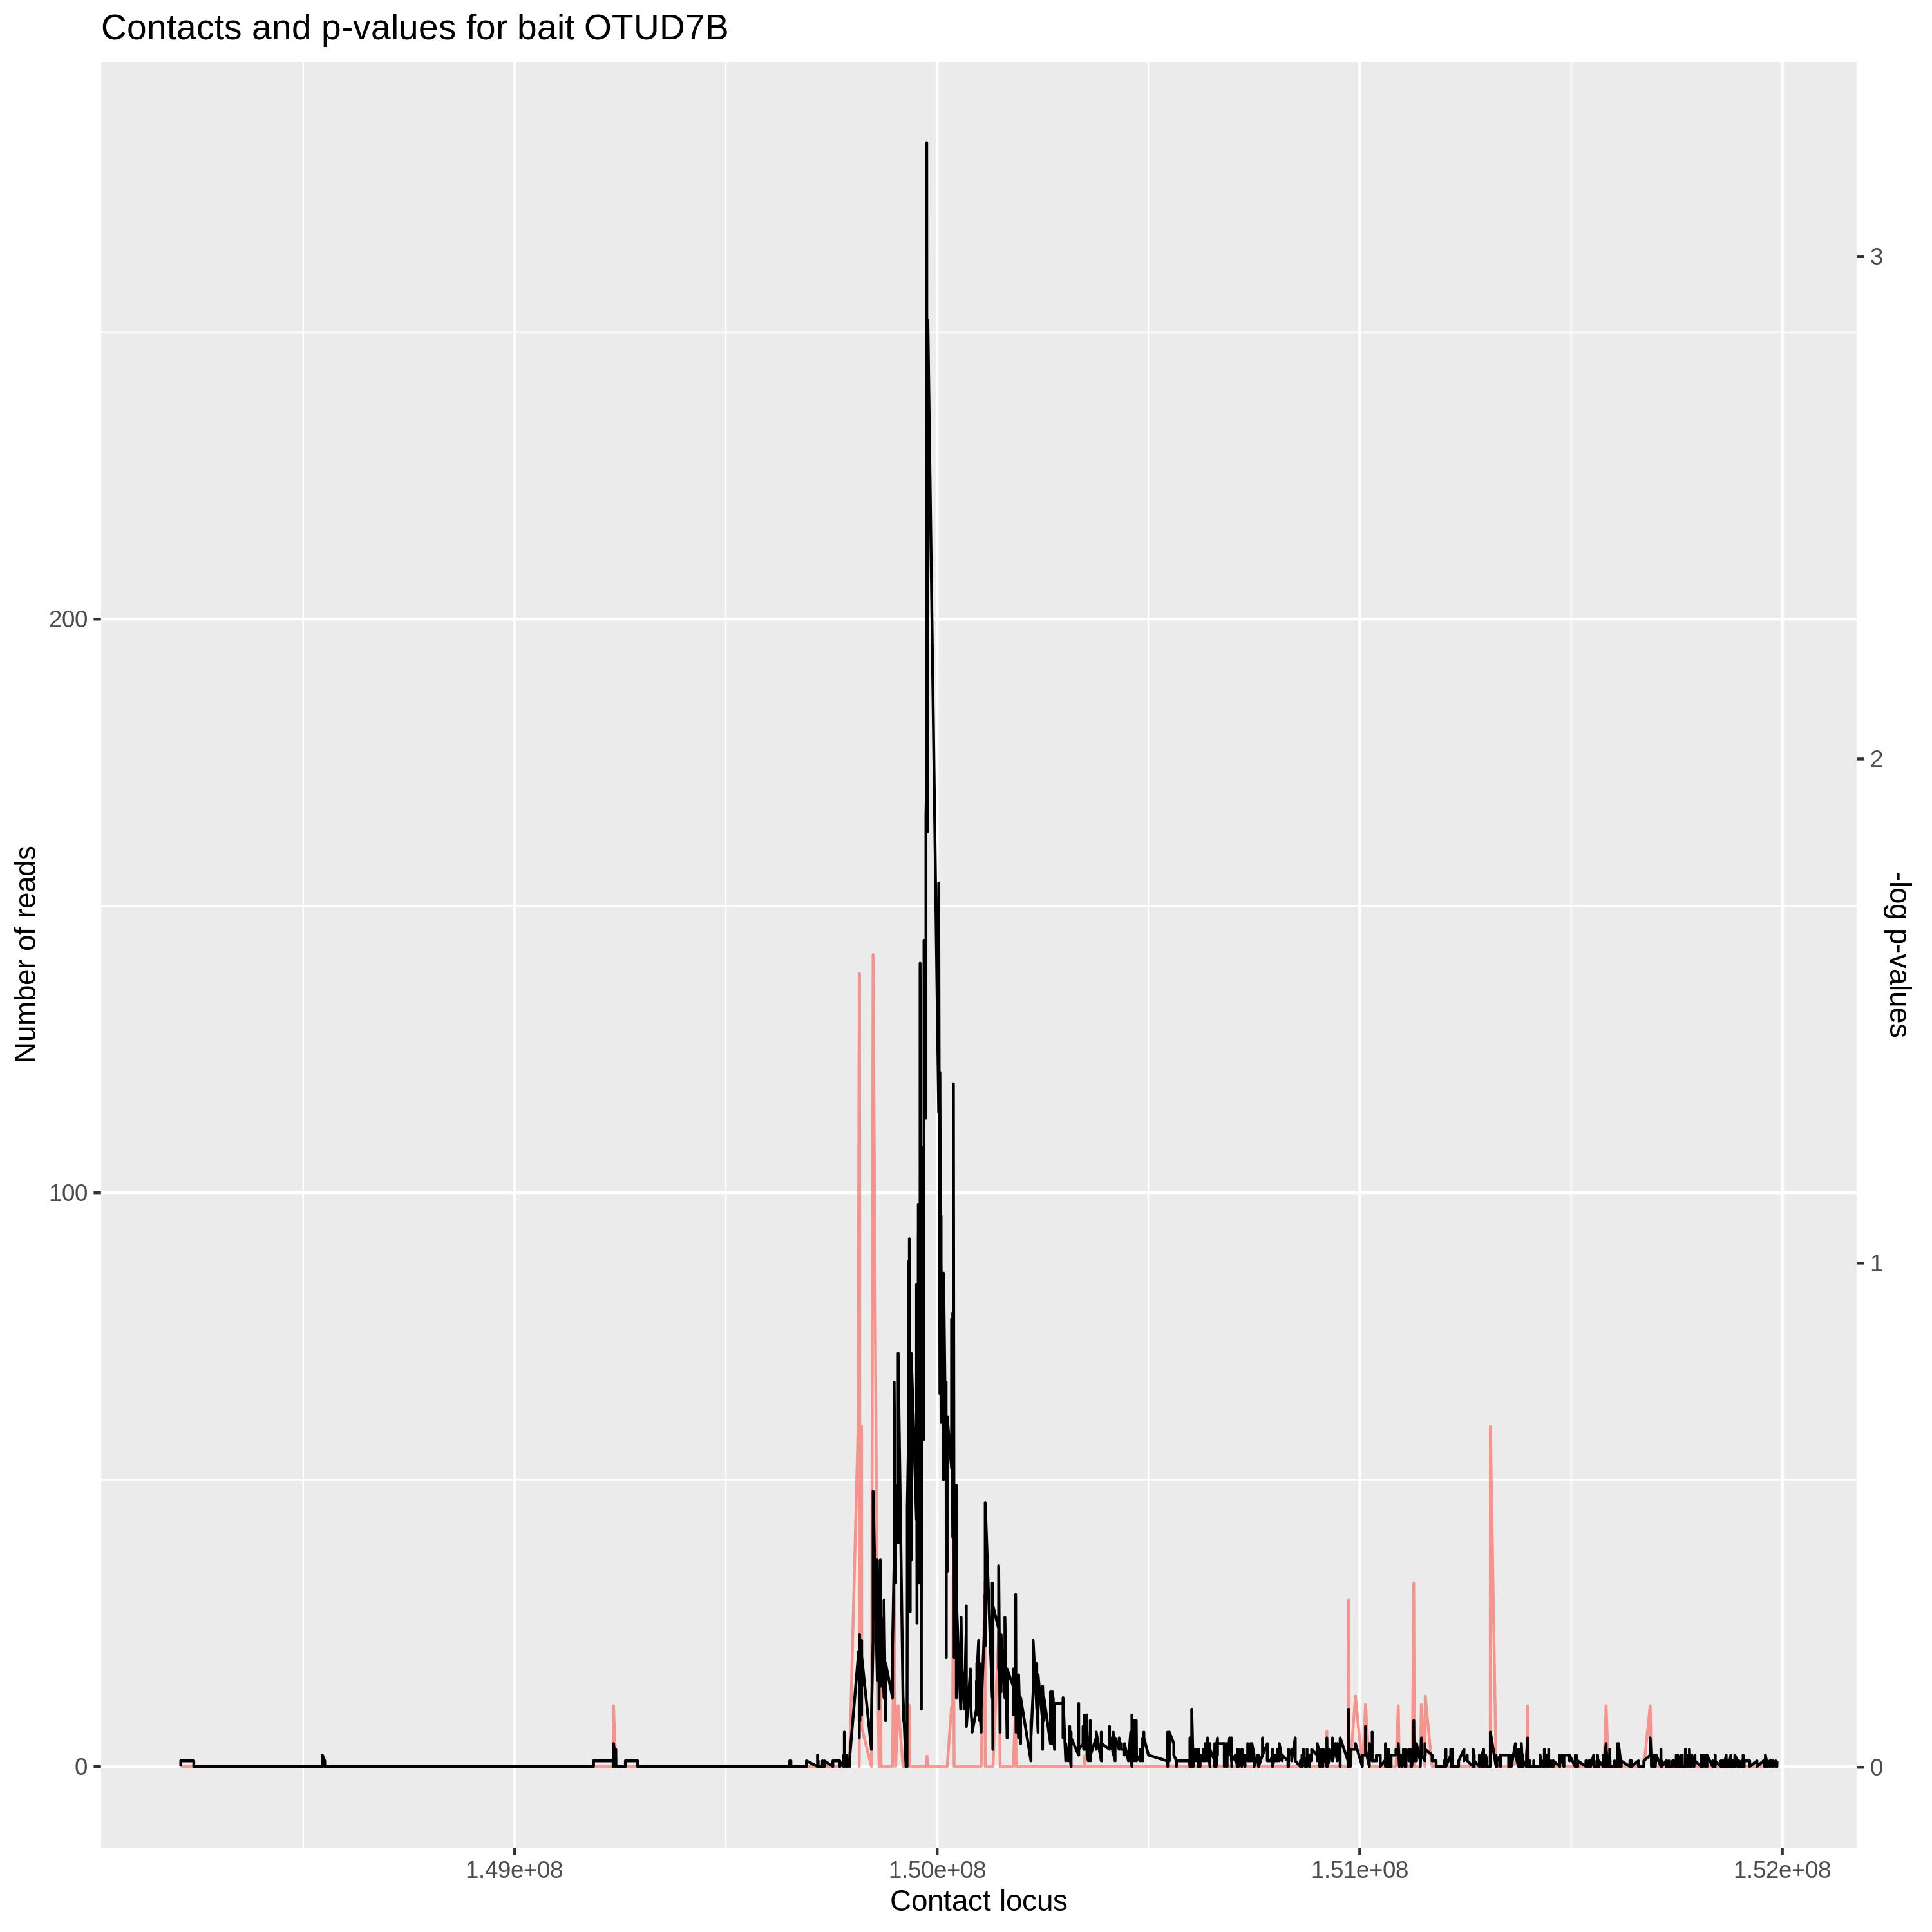 Contacts and p-values for bait OTUD7B
Number of reads
200
100
0
3
2
1
0
-log p-values
1.49e+08
1.50e+08
1.51e+08
1.52e+08
Contact locus